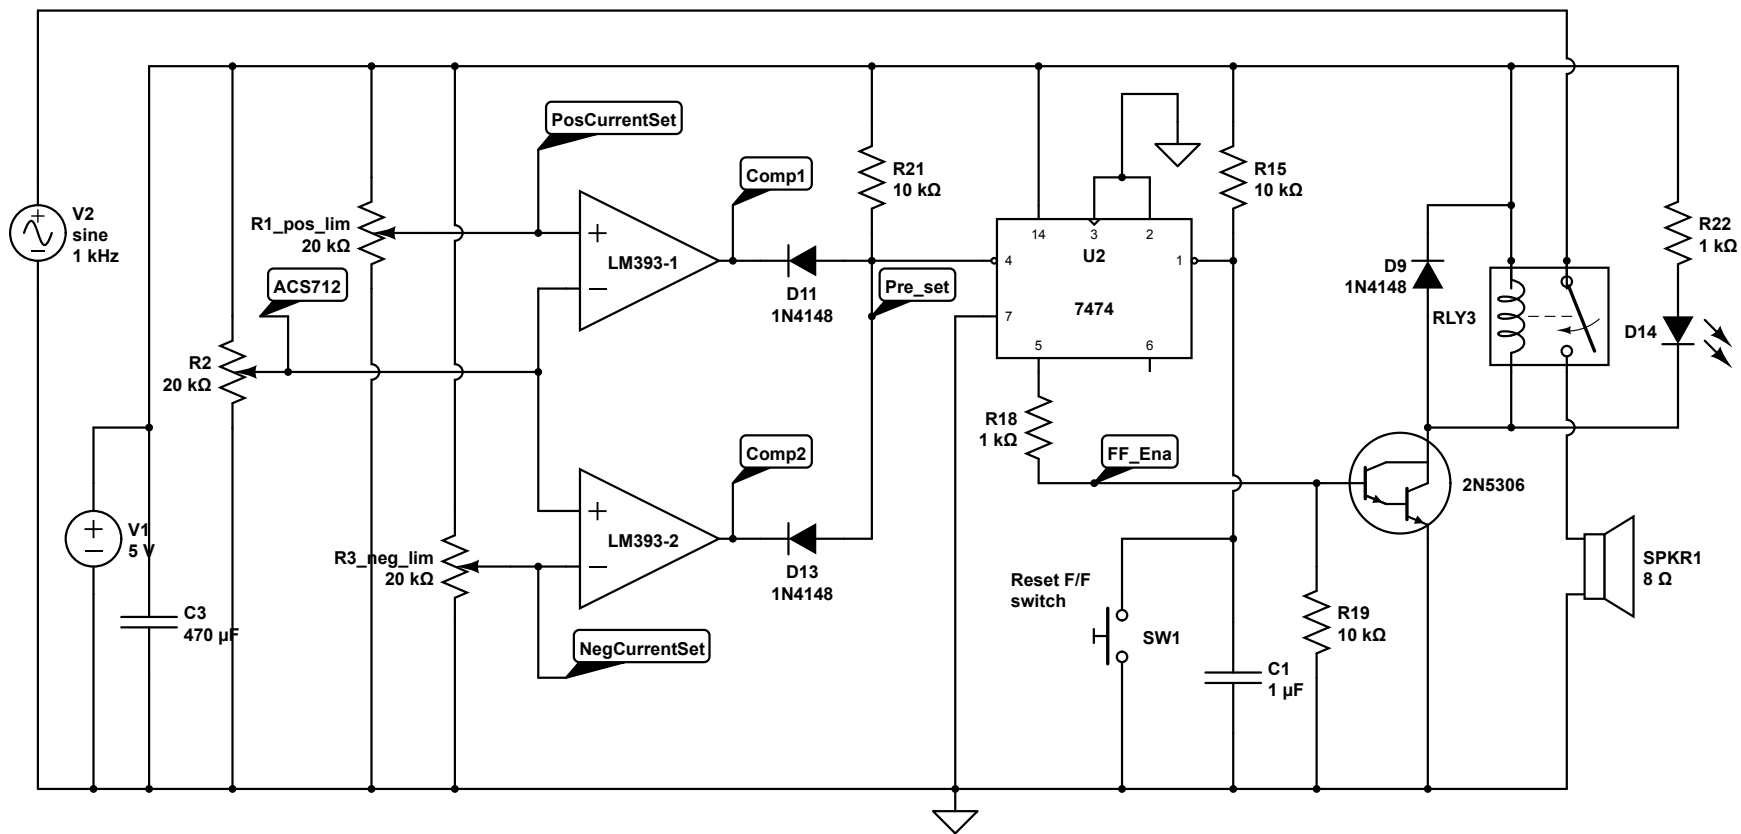 V2
sine
1 kHz
V1
5 V
C3
470 µF
R2
20 kΩ
ACS712
R1_pos_lim
20 kΩ
R3_neg_lim
20 kΩ
PosCurrentSet
NegCurrentSet
+
−
LM393-1
+
−
LM393-2
Comp1
Comp2
D11
1N4148
D13
1N4148
R21
10 kΩ
Pre_set
14
3
2
4
U2
1
7474
7
5
6
R18
1 kΩ
FF_Ena
R15
10 kΩ
Reset F/F
switch
SW1
C1
1 µF
R19
10 kΩ
2N5306
D9
1N4148
RLY3
R22
1 kΩ
D14
SPKR1
8 Ω